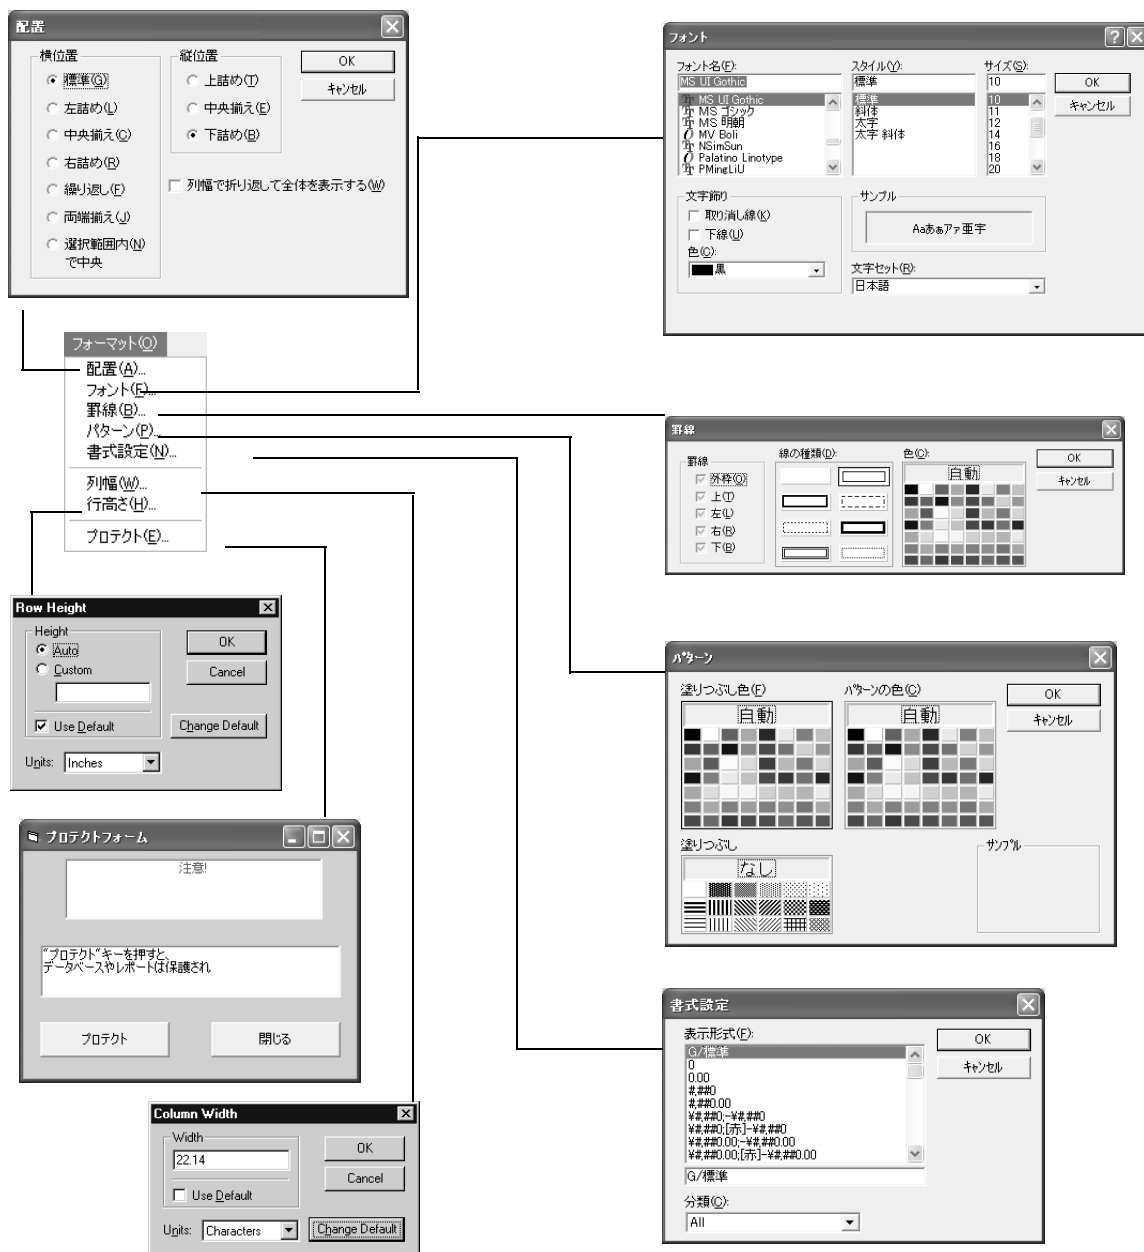 配置
横位置
標準(G)
左詰め(L)
中央揃え(C)
右詰め(R)
繰り返し(F)
両端揃え(J)
選択範囲内(N)
で中央
縦位置
上詰め(T)
中央揃え(E)
下詰め(B)
OK
キャンセル
列幅で折り返して全体を表示する(W)
フォント
フォント名(F):
MS UI Gothic
MS UI Gothic
MS ゴシック
MS 明朝
MV Boli
NSimSun
Palatino Linotype
PMingLiU
スタイル(Y):
標準
標準
斜体
太字
太字 斜体
サイズ(S):
10
10
11
12
14
16
18
20
OK
キャンセル
文字飾り
取り消し線(K)
下線(U)
色(C):
黒
サンプル
Aaあぁアァ亜宇
文字セット(R):
日本語
フォーマット(O)
配置(A)...
フォント(F)...
罫線(B)...
パターン(P)...
書式設定(N)...
列幅(W)...
行高さ(H)...
プロテクト(E)...
罫線
罫線
外枠(O)
上(T)
左(L)
右(R)
下(B)
線の種類(D):
色(C):
自動
OK
キャンセル
Row Height
Height
Auto
Custom
Use Default
Units:
Inches
OK
Cancel
Change Default
パターン
塗りつぶし色(F)
自動
パターンの色(C)
自動
OK
キャンセル
塗りつぶし
なし
サンプル
プロテクトフォーム
注意!
"プロテクト"キーを押すと、
データベースやレポートは保護され
プロテクト
閉じる
書式設定
表示形式(F):
G/標準
0
0.00
#,##0
#,##0.00
¥#,##0;-¥#,##0
¥#,##0;[赤]-¥#,##0
¥#,##0.00;-¥#,##0.00
¥#,##0.00;[赤]-¥#,##0.00
G/標準
分類(C):
All
OK
キャンセル
Column Width
Width
22.14
Use Default
Units:
Characters
OK
Cancel
Change Default